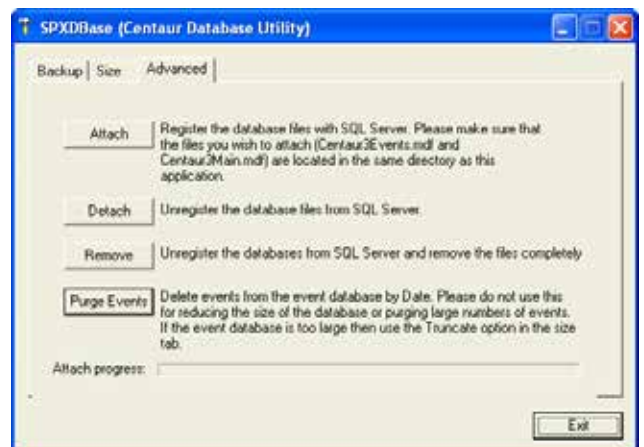 SPXDBase (Centaur Database Utility)
Backup Size Advanced
Attach
Register the database files with SQL Server. Please make sure that
the files you wish to attach (Centaur3Events.mdf and
Centaur3Main.mdf) are located in the same directory as this
application.
Detach
Unregister the database files from SQL Server.
Remove
Unregister the databases from SQL Server and remove the files completely
Purge Events
Delete events from the event database by Date. Please do not use this
for reducing the size of the database or purging large numbers of events.
If the event database is too large then use the Truncate option in the size
tab.
Attach progress:
Exit